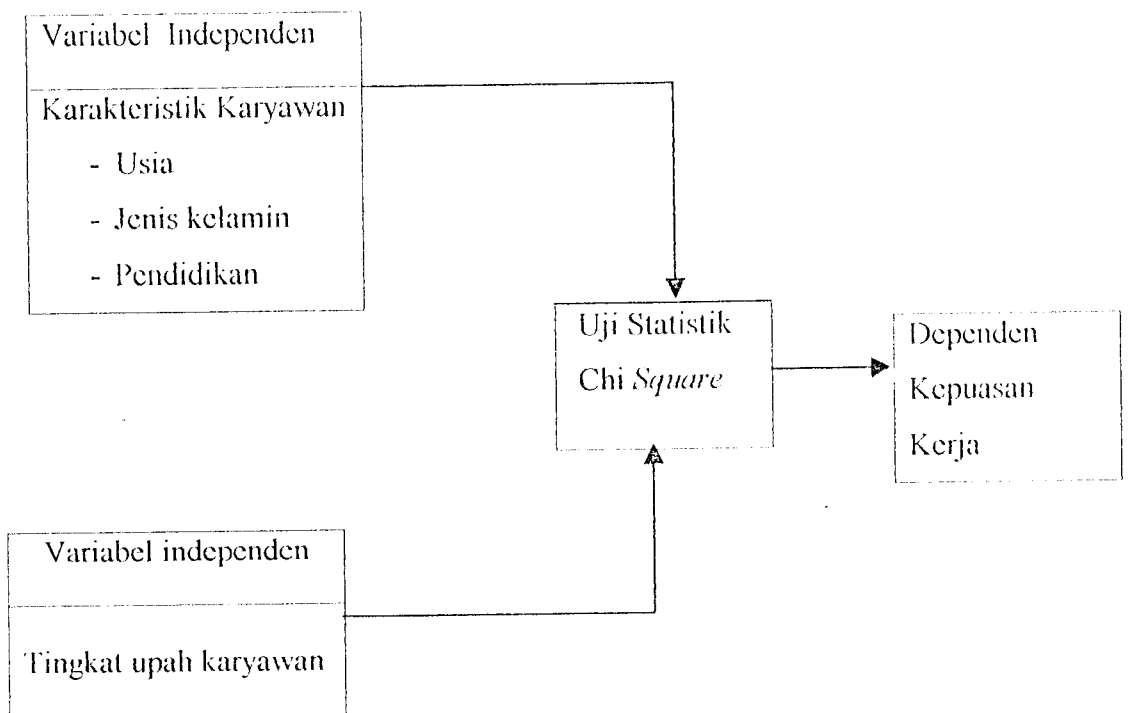 Variabel Independen
Karakteristik Karyawan
- Usia
- Jenis kelamin
- Pendidikan
Uji Statistik
Chi Square
Dependen
Kepuasan
Kerja
Variabel independen
Tingkat upah karyawan